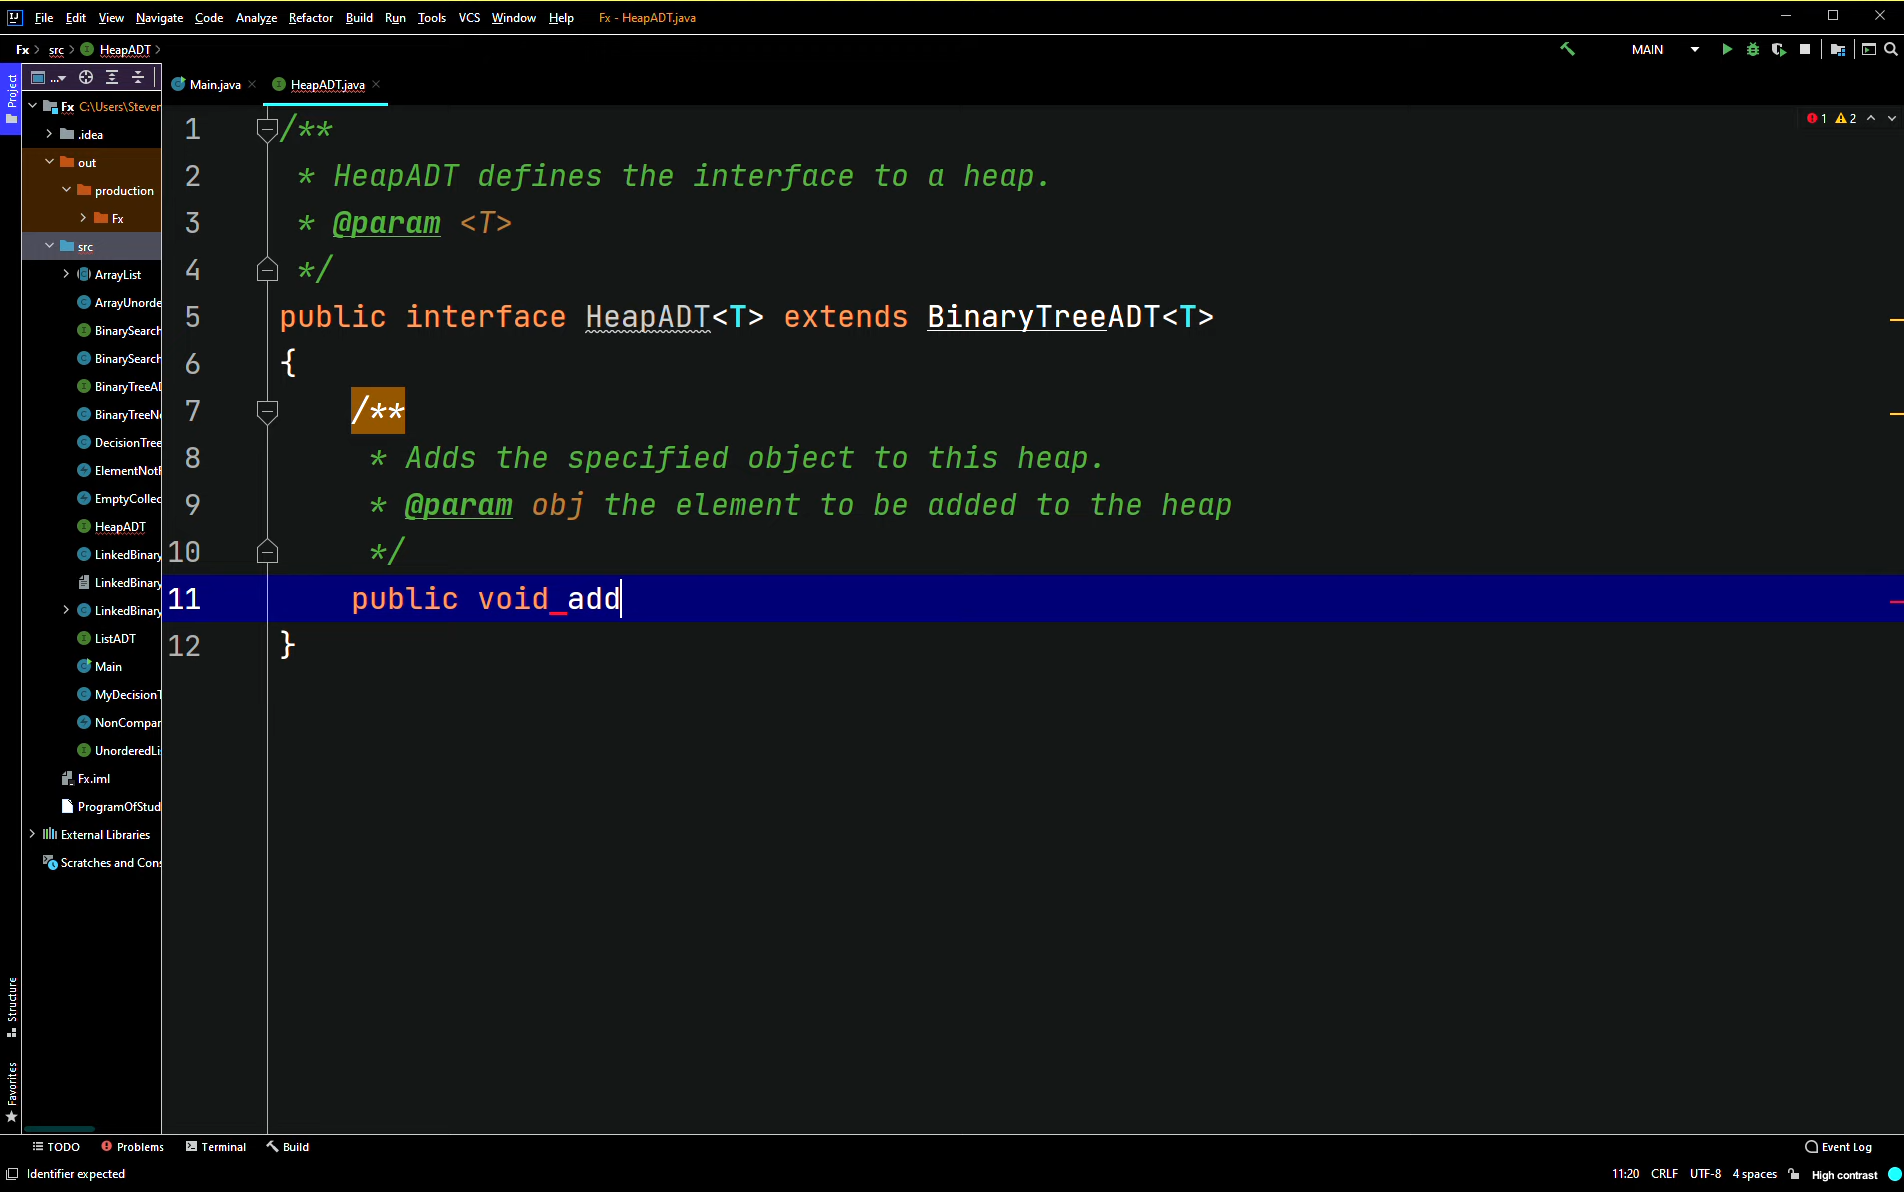 File Edit View Navigate Code Analyze Refactor Build Run Tools VCS Window Help Fx - HeapADT.java
Fx src HeapADT MAIN
Project ... Main.java HeapADT.java
Fx C:\Users\Steven
.idea
out
production
Fx
src
ArrayList
ArrayUnorde
BinarySearch
BinarySearch
BinaryTreeAD
BinaryTreeNo
DecisionTree
ElementNotF
EmptyCollec
HeapADT
LinkedBinary
LinkedBinary
LinkedBinary
ListADT
Main
MyDecisionT
NonCompar
UnorderedLi
Fx.iml
ProgramOfStud
External Libraries
Scratches and Cons
1 /**
2 * HeapADT defines the interface to a heap.
3 * @param <T>
4 */
5 public interface HeapADT<T> extends BinaryTreeADT<T>
6 {
7 /**
8 * Adds the specified object to this heap.
9 * @param obj the element to be added to the heap
10 */
11 public void add
12 }
1 2
Structure
Favorites
TODO Problems Terminal Build Event Log
Identifier expected 11:20 CRLF UTF-8 4 spaces High contrast